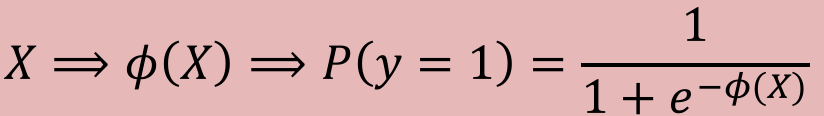 X ⟹ ϕ(X) ⟹ P(y = 1) = 1 / (1 + e^{−ϕ(X)})